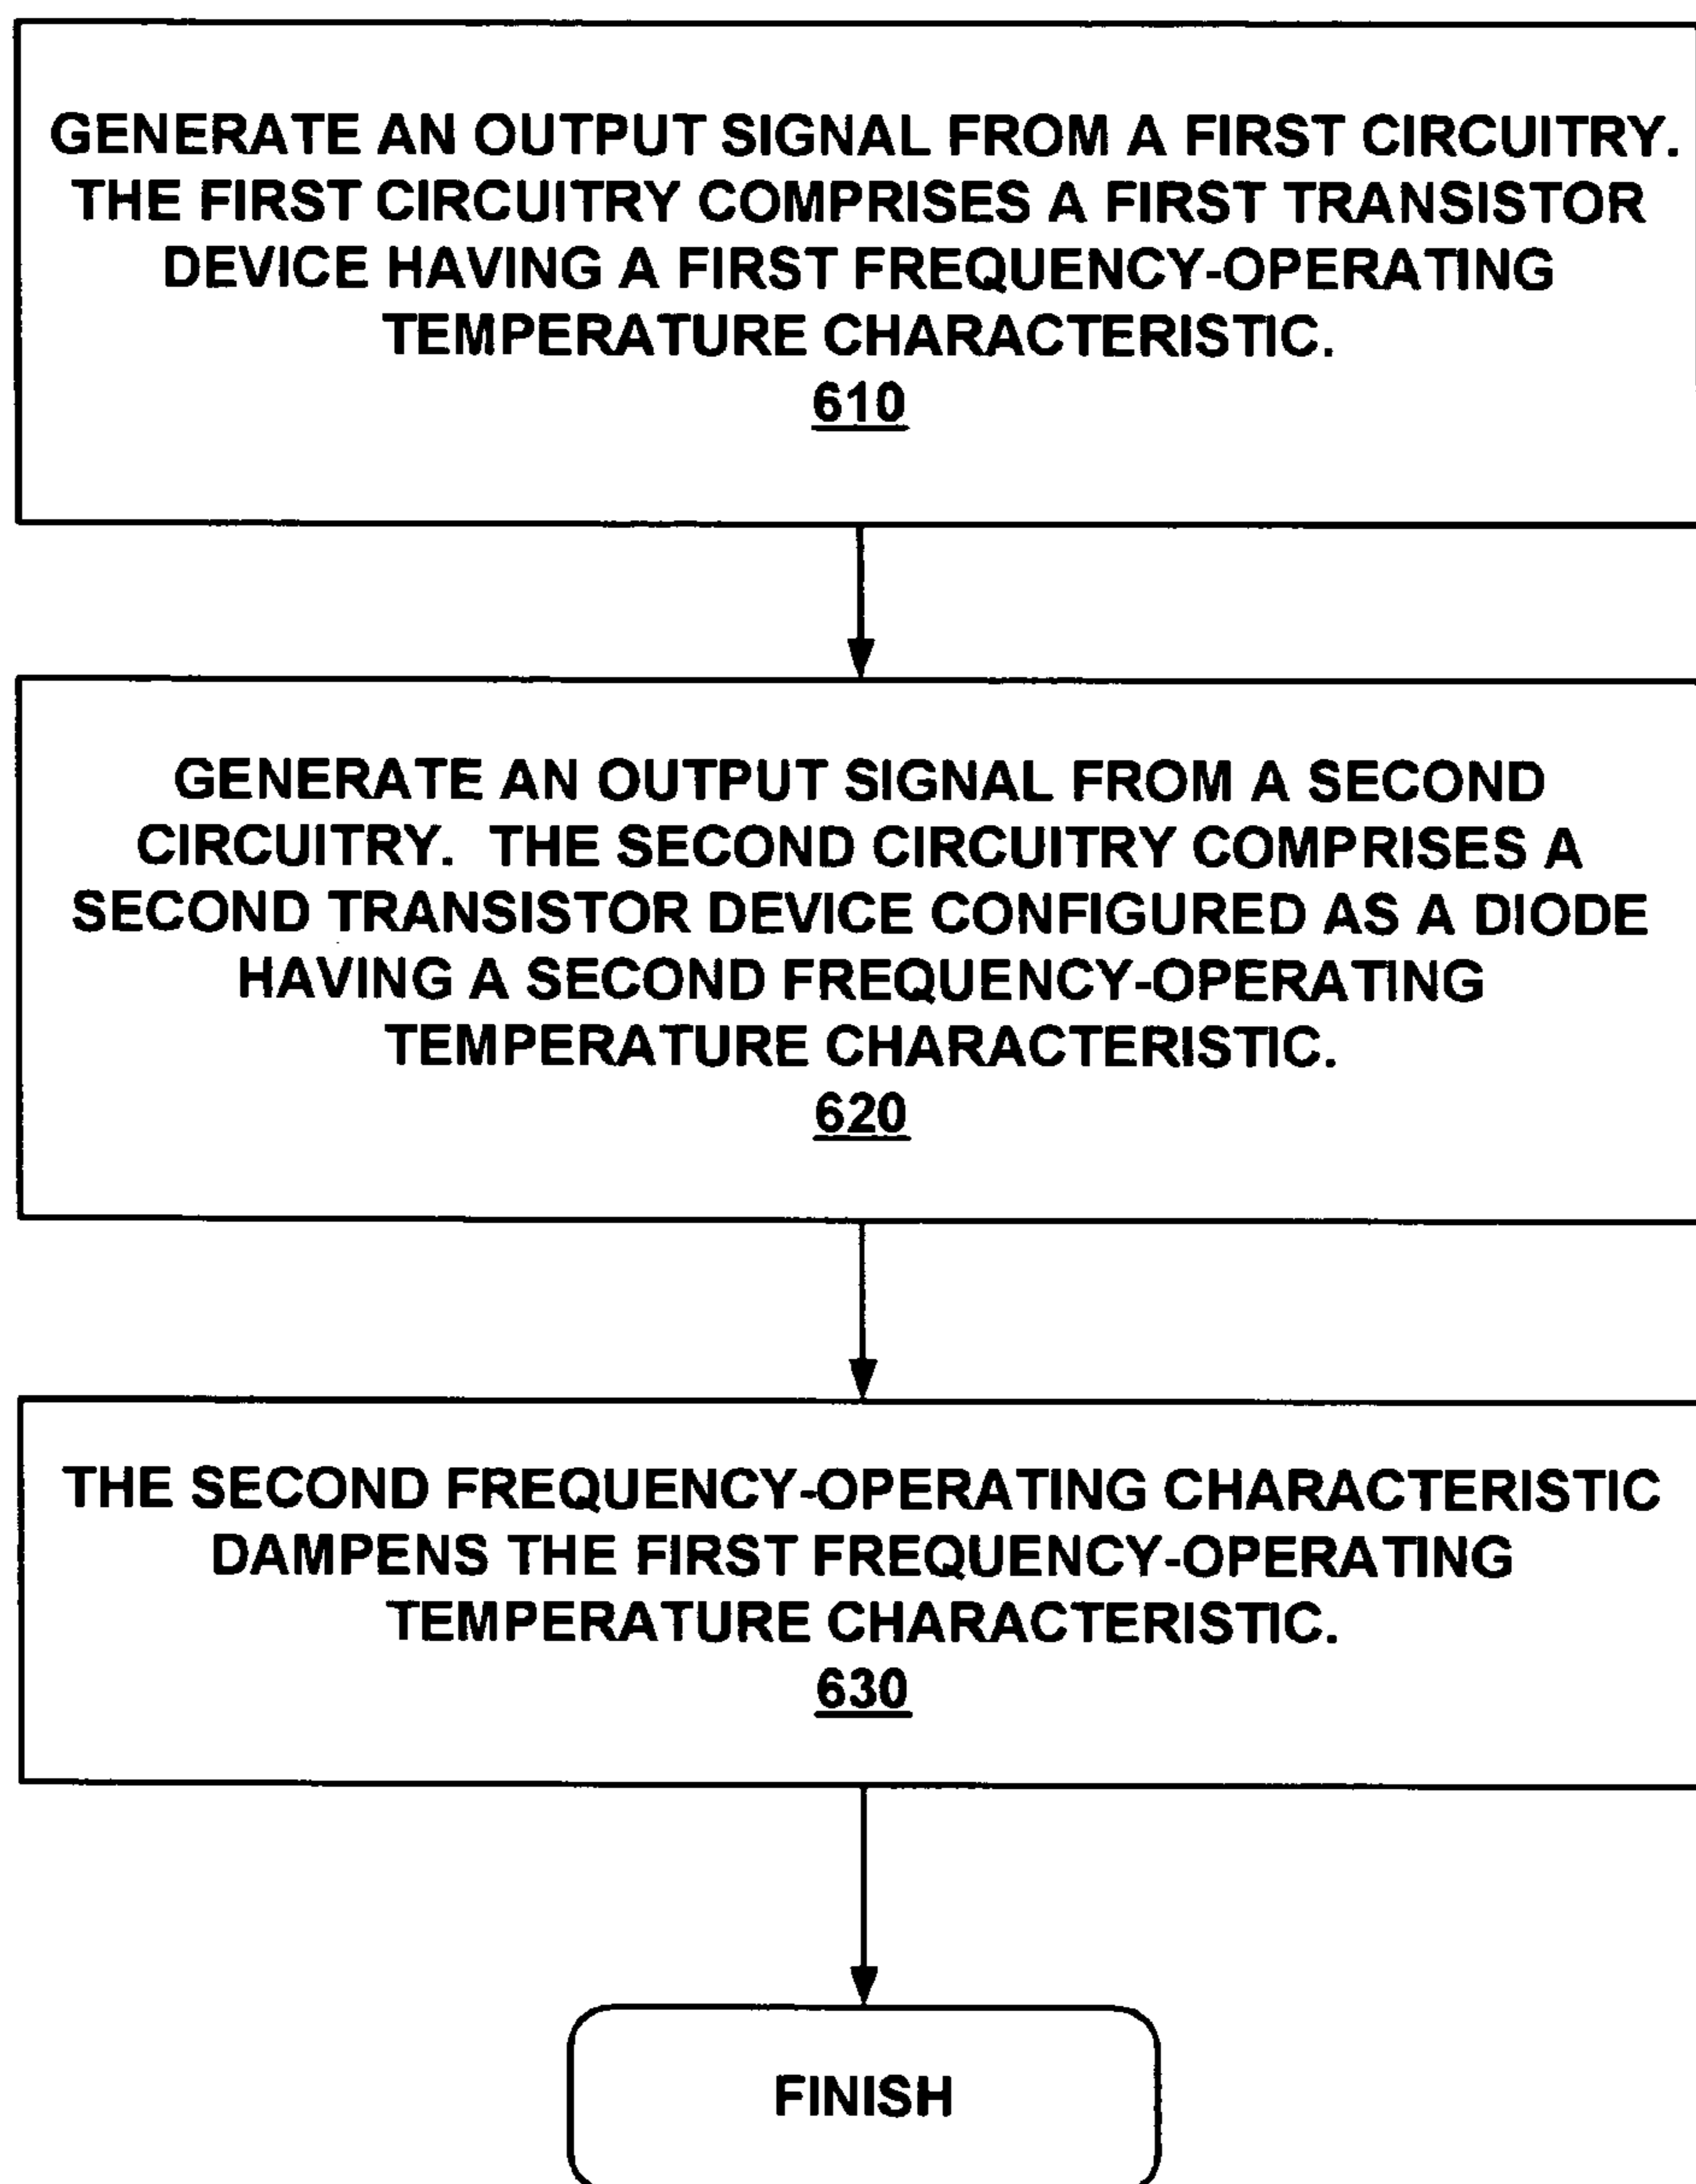 GENERATE AN OUTPUT SIGNAL FROM A FIRST CIRCUITRY.
THE FIRST CIRCUITRY COMPRISES A FIRST TRANSISTOR
DEVICE HAVING A FIRST FREQUENCY-OPERATING
TEMPERATURE CHARACTERISTIC.
610
GENERATE AN OUTPUT SIGNAL FROM A SECOND
CIRCUITRY. THE SECOND CIRCUITRY COMPRISES A
SECOND TRANSISTOR DEVICE CONFIGURED AS A DIODE
HAVING A SECOND FREQUENCY-OPERATING
TEMPERATURE CHARACTERISTIC.
620
THE SECOND FREQUENCY-OPERATING CHARACTERISTIC
DAMPENS THE FIRST FREQUENCY-OPERATING
TEMPERATURE CHARACTERISTIC.
630
FINISH